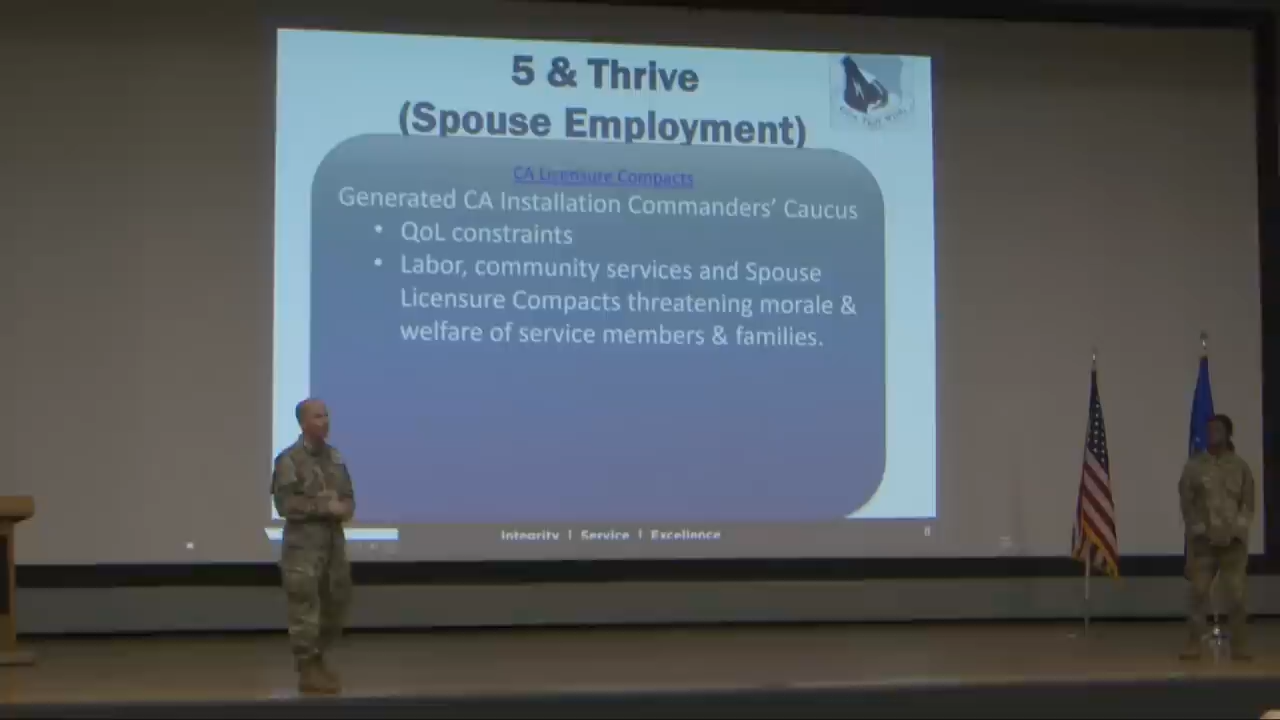 5 & Thrive
(Spouse Employment)
CA Licensure Compacts
Generated CA Installation Commanders' Caucus
• QoL constraints
• Labor, community services and Spouse
Licensure Compacts threatening morale &
welfare of service members & families.
Integrity | Service | Excellence
8